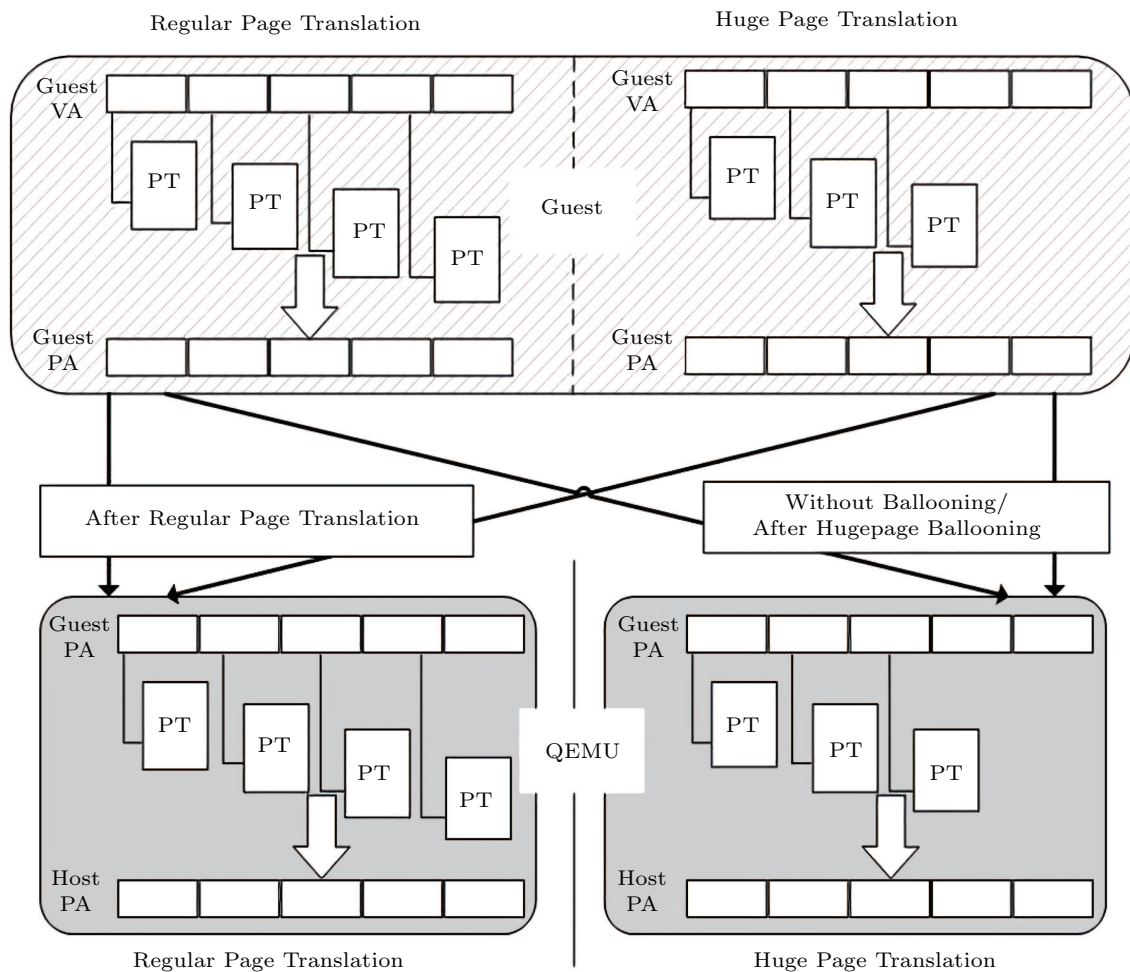 Regular Page Translation
Huge Page Translation
Guest
VA
Guest
VA
PT
PT
PT
PT
PT
PT
PT
Guest
Guest
PA
Guest
PA
After Regular Page Translation
Without Ballooning/
After Hugepage Ballooning
Guest
PA
Guest
PA
PT
PT
PT
PT
PT
PT
PT
QEMU
Host
PA
Host
PA
Regular Page Translation
Huge Page Translation